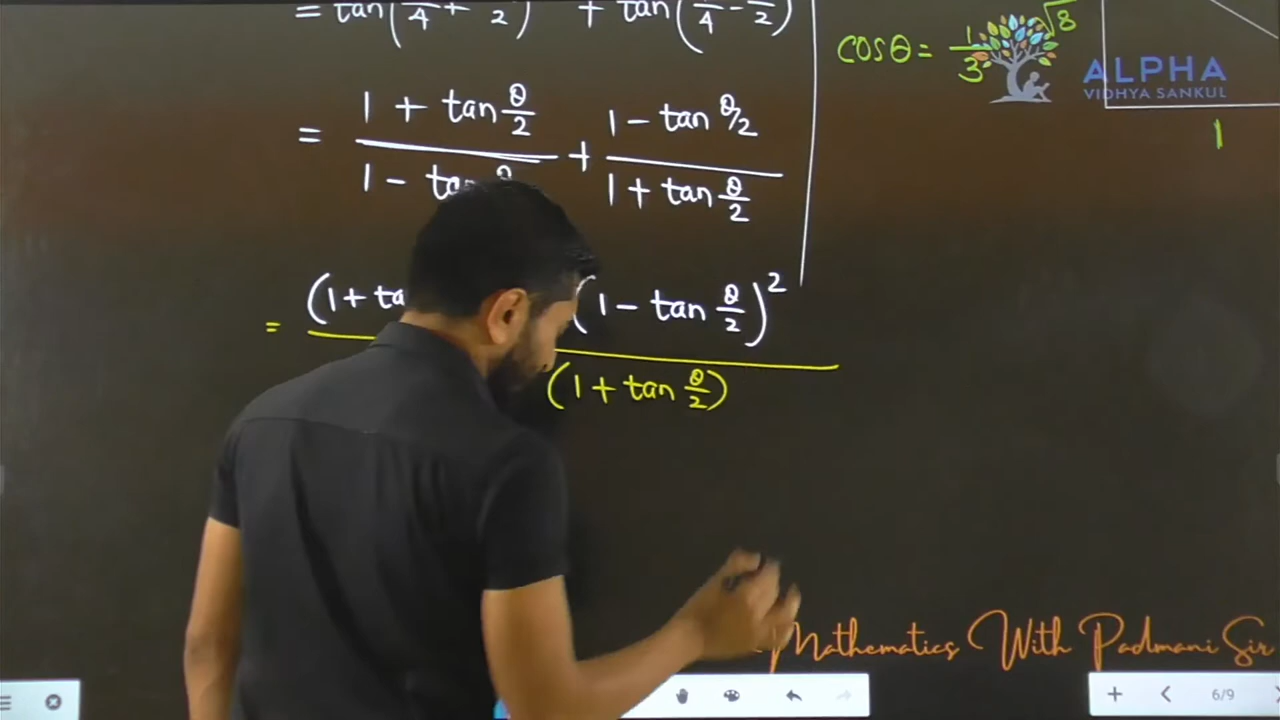 = tan(π/4 + θ/2) + tan(π/4 - θ/2)
cosθ = 1/3
√8
ALPHA
VIDHYA SANKUL
1
= (1 + tan θ/2)/(1 - tan θ/2) + (1 - tan θ/2)/(1 + tan θ/2)
= (1 + ta (1 - tan θ/2)²
(1 + tan θ/2)
Mathematics With Padmani Sir
6/9